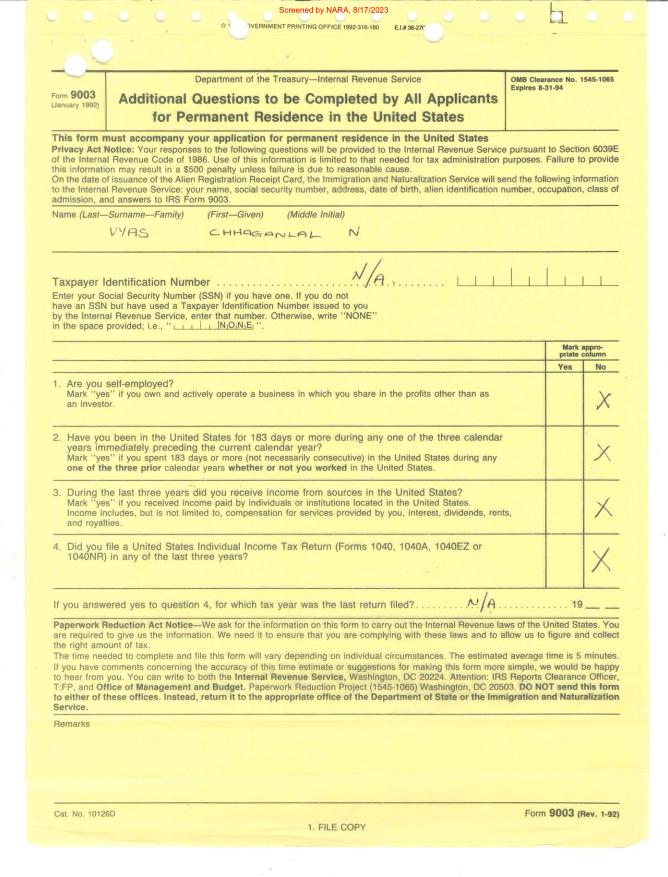 Screened by NARA, 8/17/2023
VERNMENT PRINTING OFFICE 1992-316-180 E.I.# 36-27
Department of the Treasury—Internal Revenue Service
OMB Clearance No. 1545-1065
Expires 8-31-94
Form 9003
(January 1992)
Additional Questions to be Completed by All Applicants
for Permanent Residence in the United States
This form must accompany your application for permanent residence in the United States
Privacy Act Notice: Your responses to the following questions will be provided to the Internal Revenue Service pursuant to Section 6039E
of the Internal Revenue Code of 1986. Use of this information is limited to that needed for tax administration purposes. Failure to provide
this information may result in a $500 penalty unless failure is due to reasonable cause.
On the date of issuance of the Alien Registration Receipt Card, the Immigration and Naturalization Service will send the following information
to the Internal Revenue Service: your name, social security number, address, date of birth, alien identification number, occupation, class of
admission, and answers to IRS Form 9003.
Name (Last—Surname—Family) (First—Given) (Middle Initial)
VYAS CHHAGANLAL N
Taxpayer Identification Number . . . . . . . . . . . . . . . . . . . N/A . . . . . . . . . .
Enter your Social Security Number (SSN) if you have one. If you do not
have an SSN but have used a Taxpayer Identification Number issued to you
by the Internal Revenue Service, enter that number. Otherwise, write "NONE"
in the space provided; i.e., " NONE ".
Mark appro-
priate column
Yes No
1. Are you self-employed?
Mark "yes" if you own and actively operate a business in which you share in the profits other than as
an investor. X
2. Have you been in the United States for 183 days or more during any one of the three calendar
years immediately preceding the current calendar year?
Mark "yes" if you spent 183 days or more (not necessarily consecutive) in the United States during any
one of the three prior calendar years whether or not you worked in the United States. X
3. During the last three years did you receive income from sources in the United States?
Mark "yes" if you received income paid by individuals or institutions located in the United States.
Income includes, but is not limited to, compensation for services provided by you, interest, dividends, rents,
and royalties. X
4. Did you file a United States Individual Income Tax Return (Forms 1040, 1040A, 1040EZ or
1040NR) in any of the last three years? X
If you answered yes to question 4, for which tax year was the last return filed? . . . . . . . . N/A . . . . . . . . . . . . 19 __ __
Paperwork Reduction Act Notice—We ask for the information on this form to carry out the Internal Revenue laws of the United States. You
are required to give us the information. We need it to ensure that you are complying with these laws and to allow us to figure and collect
the right amount of tax.
The time needed to complete and file this form will vary depending on individual circumstances. The estimated average time is 5 minutes.
If you have comments concerning the accuracy of this time estimate or suggestions for making this form more simple, we would be happy
to hear from you. You can write to both the Internal Revenue Service, Washington, DC 20224. Attention: IRS Reports Clearance Officer,
T:FP, and Office of Management and Budget. Paperwork Reduction Project (1545-1065) Washington, DC 20503. DO NOT send this form
to either of these offices. Instead, return it to the appropriate office of the Department of State or the Immigration and Naturalization
Service.
Remarks
Cat. No. 10126D Form 9003 (Rev. 1-92)
1. FILE COPY